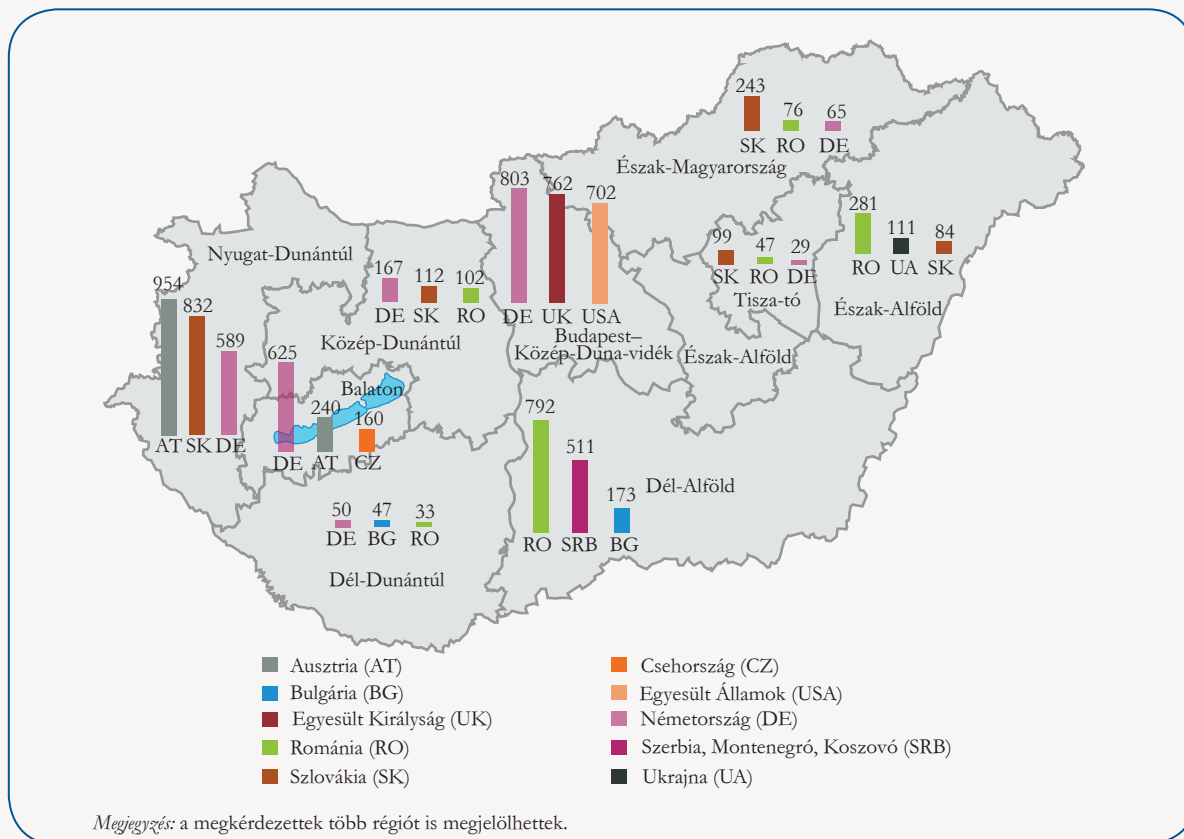 243
76
65
SK RO DE
Észak-Magyarország
803
762
702
DE UK USA
Budapest–
Közép-Duna-vidék
281
111
84
RO UA SK
Észak-Alföld
99
47
29
SK RO DE
Tisza-tó
Észak-Alföld
Nyugat-Dunántúl
954
832
589
AT SK DE
167
112
102
DE SK RO
Közép-Dunántúl
625
Balaton
240
160
DE AT CZ
792
511
173
RO SRB BG
Dél-Alföld
50
47
33
DE BG RO
Dél-Dunántúl
Ausztria (AT)
Bulgária (BG)
Egyesült Királyság (UK)
Románia (RO)
Szlovákia (SK)
Csehország (CZ)
Egyesült Államok (USA)
Németország (DE)
Szerbia, Montenegró, Koszovó (SRB)
Ukrajna (UA)
Megjegyzés: a megkérdezettek több régiót is megjelölhettek.